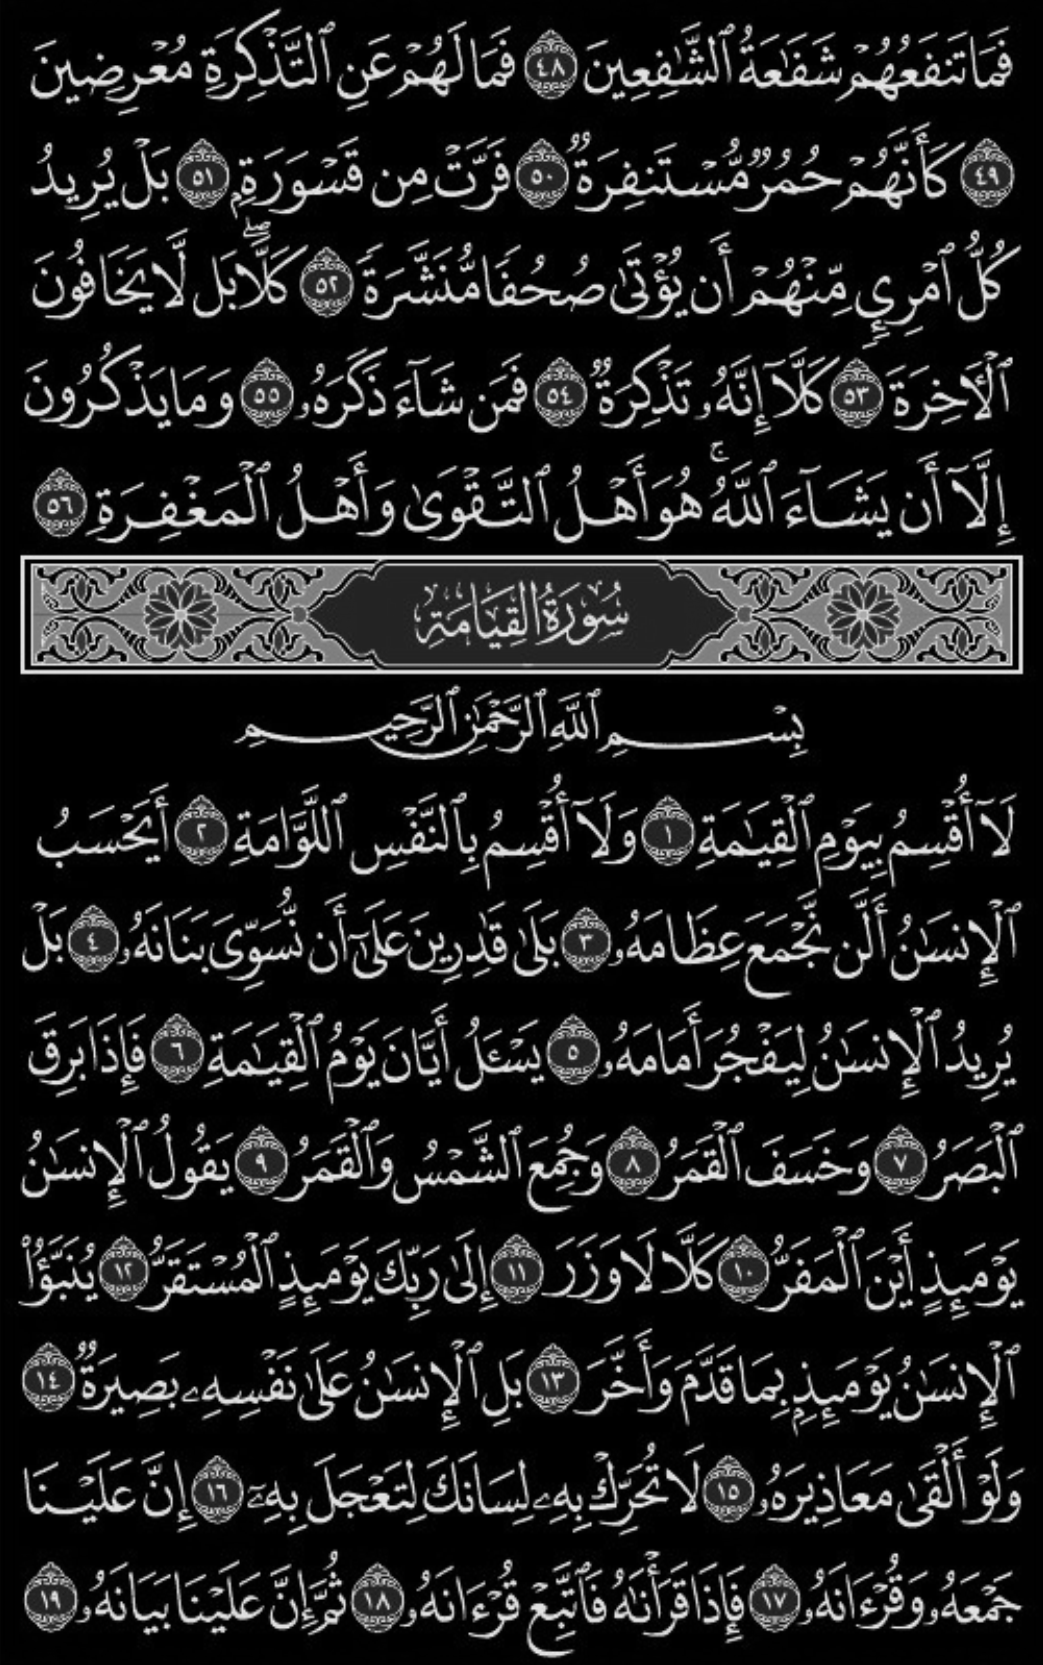 فَمَا تَنفَعُهُمْ شَفَـٰعَةُ ٱلشَّـٰفِعِينَ ٤٨ فَمَا لَهُمْ عَنِ ٱلتَّذْكِرَةِ مُعْرِضِينَ
٤٩ كَأَنَّهُمْ حُمُرٌ مُّسْتَنفِرَةٌ ٥٠ فَرَّتْ مِن قَسْوَرَةٍۭ ٥١ بَلْ يُرِيدُ
كُلُّ ٱمْرِئٍ مِّنْهُمْ أَن يُؤْتَىٰ صُحُفًا مُّنَشَّرَةً ٥٢ كَلَّاۖ بَل لَّا يَخَافُونَ
ٱلْـَٔاخِرَةَ ٥٣ كَلَّآ إِنَّهُۥ تَذْكِرَةٌ ٥٤ فَمَن شَآءَ ذَكَرَهُۥ ٥٥ وَمَا يَذْكُرُونَ
إِلَّآ أَن يَشَآءَ ٱللَّهُۚ هُوَ أَهْلُ ٱلتَّقْوَىٰ وَأَهْلُ ٱلْمَغْفِرَةِ ٥٦
سُورَةُ الْقِيَامَةِ
بِسْمِ ٱللَّهِ ٱلرَّحْمَـٰنِ ٱلرَّحِيمِ
لَآ أُقْسِمُ بِيَوْمِ ٱلْقِيَـٰمَةِ ١ وَلَآ أُقْسِمُ بِٱلنَّفْسِ ٱللَّوَّامَةِ ٢ أَيَحْسَبُ
ٱلْإِنسَـٰنُ أَلَّن نَّجْمَعَ عِظَامَهُۥ ٣ بَلَىٰ قَـٰدِرِينَ عَلَىٰٓ أَن نُّسَوِّىَ بَنَانَهُۥ ٤ بَلْ
يُرِيدُ ٱلْإِنسَـٰنُ لِيَفْجُرَ أَمَامَهُۥ ٥ يَسْـَٔلُ أَيَّانَ يَوْمُ ٱلْقِيَـٰمَةِ ٦ فَإِذَا بَرِقَ
ٱلْبَصَرُ ٧ وَخَسَفَ ٱلْقَمَرُ ٨ وَجُمِعَ ٱلشَّمْسُ وَٱلْقَمَرُ ٩ يَقُولُ ٱلْإِنسَـٰنُ
يَوْمَئِذٍ أَيْنَ ٱلْمَفَرُّ ١٠ كَلَّا لَا وَزَرَ ١١ إِلَىٰ رَبِّكَ يَوْمَئِذٍ ٱلْمُسْتَقَرُّ ١٢ يُنَبَّؤُا۟
ٱلْإِنسَـٰنُ يَوْمَئِذٍۭ بِمَا قَدَّمَ وَأَخَّرَ ١٣ بَلِ ٱلْإِنسَـٰنُ عَلَىٰ نَفْسِهِۦ بَصِيرَةٌ ١٤
وَلَوْ أَلْقَىٰ مَعَاذِيرَهُۥ ١٥ لَا تُحَرِّكْ بِهِۦ لِسَانَكَ لِتَعْجَلَ بِهِۦٓ ١٦ إِنَّ عَلَيْنَا
جَمْعَهُۥ وَقُرْءَانَهُۥ ١٧ فَإِذَا قَرَأْنَـٰهُ فَٱتَّبِعْ قُرْءَانَهُۥ ١٨ ثُمَّ إِنَّ عَلَيْنَا بَيَانَهُۥ ١٩